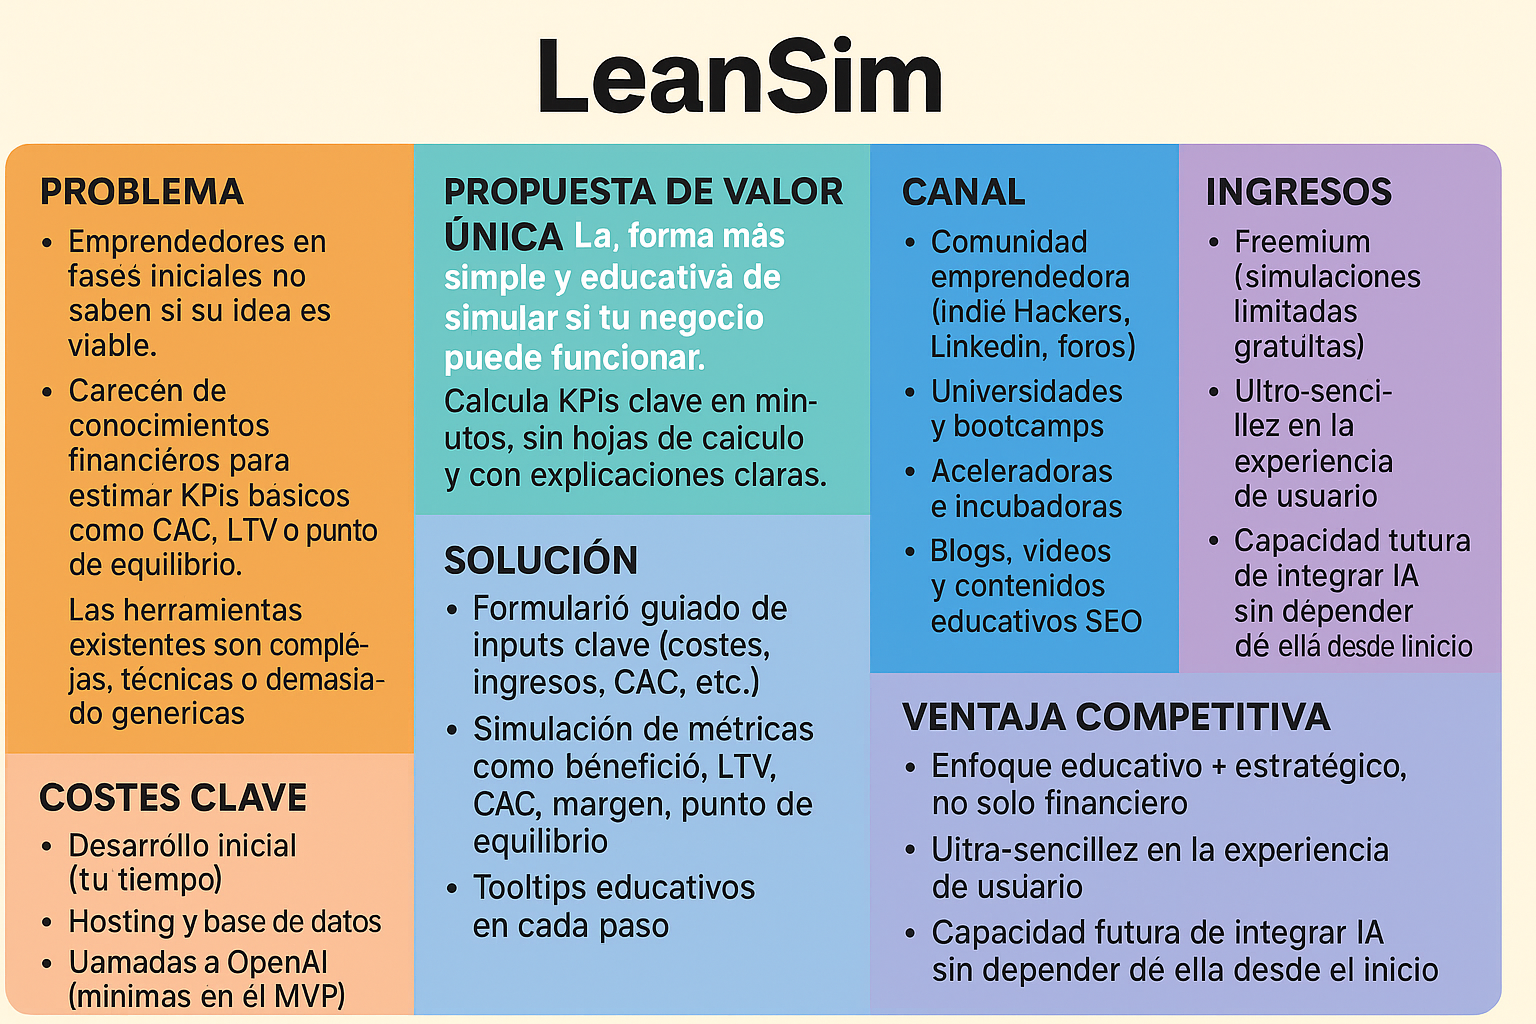 LeanSim
PROBLEMA
• Emprendedores en
fasés iniciales no
saben si su idea es
viable.
• Carecén de
conocimientos
financiéros para
estimár KPis básicos
como CAC, LTV o punto
de equilibrio.
Las herramientas
existentes son complé-
jas, técnicas o demasia-
do genericas
COSTES CLAVE
• Desarróllo inicial
(tu tiempo)
• Hosting y base de datos
• Uamadas a OpenAI
(minimas en él MVP)
PROPUESTA DE VALOR
ÚNICA La, forma más
simple y educativà de
simular si tu negocio
puede funcionar.
Calcula KPis clave en min-
utos, sin hojas de caiculo
y con explicaciones claras.
SOLUCIÓN
• Formularió guiado de
inputs clave (costes,
ingresos, CAC, etc.)
• Simulación de métricas
como bénefició, LTV,
CAC, margen, punto de
equilibrio
• Tooltips educativos
en cada paso
CANAL
• Comunidad
emprendedora
(indié Hackers,
Linkedin, foros)
• Universidades
y bootcamps
• Aceleradoras
e incubadoras
• Blogs, videos
y contenidos
educativos SEO
INGRESOS
• Freemium
(simulaciones
limitadas
gratúltas)
• Ultro-senci-
llez en la
experiencia
de usuario
• Capacidad tutura
de integrar IA
sin dépender
dé ellá desde linicio
VENTAJA COMPETITIVA
• Enfoque educativo + estratégico,
no solo financiero
• Uitra-sencillez en la experiencia
de usuario
• Capacidad futura de integrar IA
sin depender dé ella desde el inicio